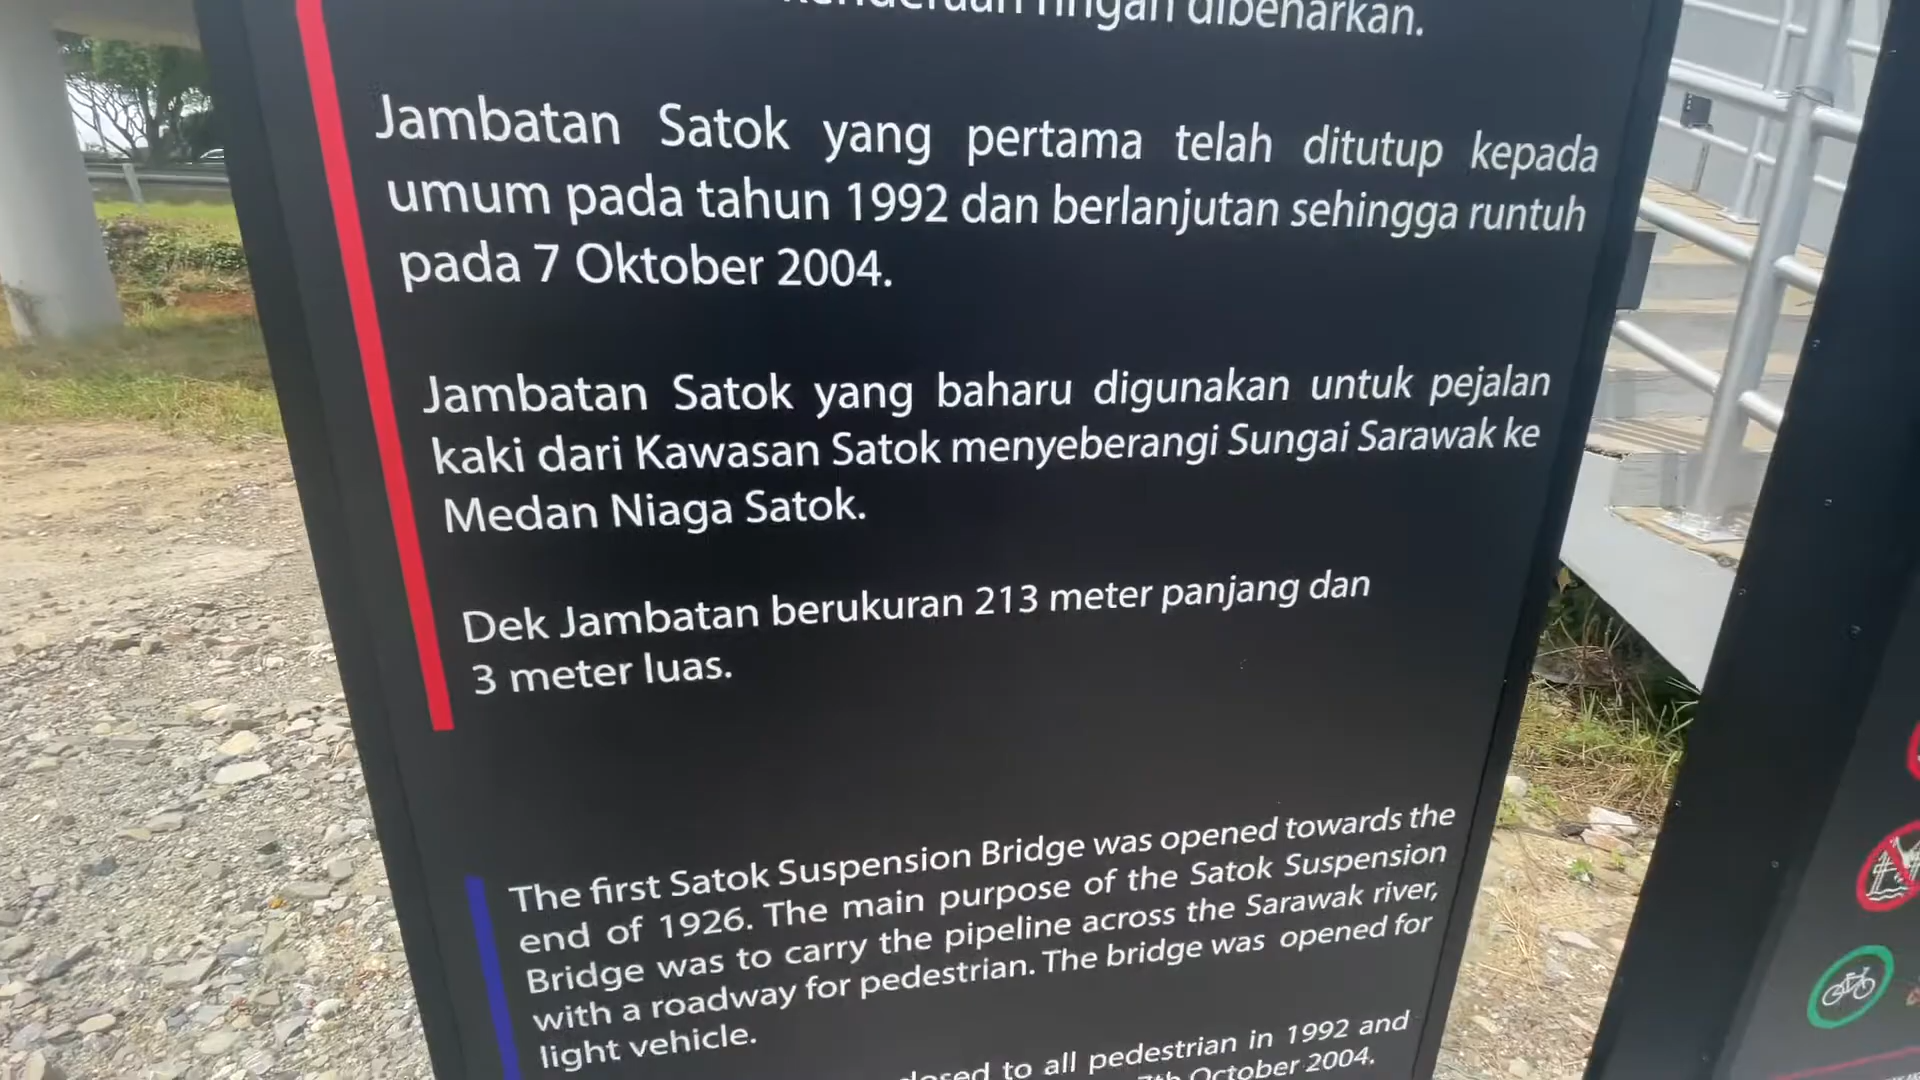 ringan dibenarkan.
Jambatan Satok yang pertama telah ditutup kepada
umum pada tahun 1992 dan berlanjutan sehingga runtuh
pada 7 Oktober 2004.
Jambatan Satok yang baharu digunakan untuk pejalan
kaki dari Kawasan Satok menyeberangi Sungai Sarawak ke
Medan Niaga Satok.
Dek Jambatan berukuran 213 meter panjang dan
3 meter luas.
The first Satok Suspension Bridge was opened towards the
end of 1926. The main purpose of the Satok Suspension
Bridge was to carry the pipeline across the Sarawak river,
with a roadway for pedestrian. The bridge was opened for
light vehicle.
to all pedestrian in 1992 and
October 2004.